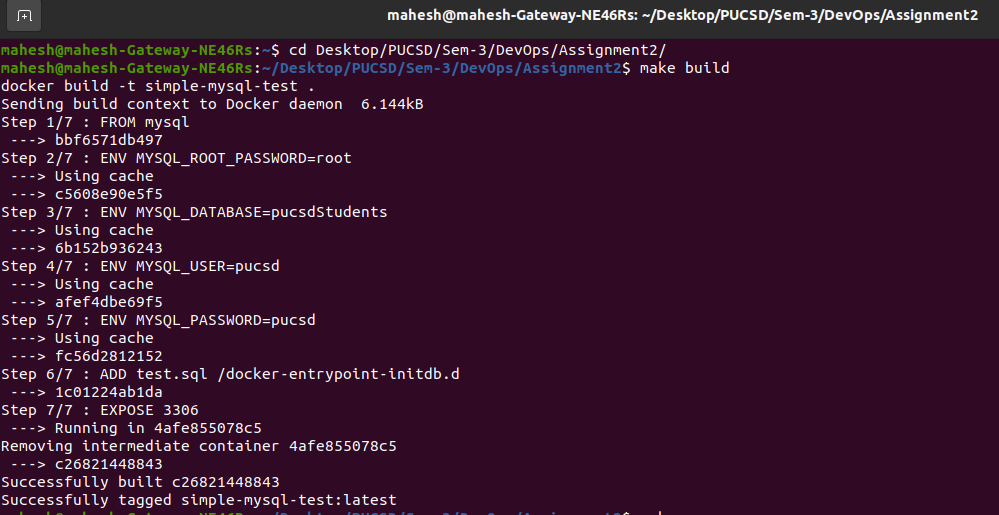 mahesh@mahesh-Gateway-NE46Rs: ~/Desktop/PUCSD/Sem-3/DevOps/Assignment2
mahesh@mahesh-Gateway-NE46Rs:~$ cd Desktop/PUCSD/Sem-3/DevOps/Assignment2/
mahesh@mahesh-Gateway-NE46Rs:~/Desktop/PUCSD/Sem-3/DevOps/Assignment2$ make build
docker build -t simple-mysql-test .
Sending build context to Docker daemon  6.144kB
Step 1/7 : FROM mysql
 ---> bbf6571db497
Step 2/7 : ENV MYSQL_ROOT_PASSWORD=root
 ---> Using cache
 ---> c5608e90e5f5
Step 3/7 : ENV MYSQL_DATABASE=pucsdStudents
 ---> Using cache
 ---> 6b152b936243
Step 4/7 : ENV MYSQL_USER=pucsd
 ---> Using cache
 ---> afef4dbe69f5
Step 5/7 : ENV MYSQL_PASSWORD=pucsd
 ---> Using cache
 ---> fc56d2812152
Step 6/7 : ADD test.sql /docker-entrypoint-initdb.d
 ---> 1c01224ab1da
Step 7/7 : EXPOSE 3306
 ---> Running in 4afe855078c5
Removing intermediate container 4afe855078c5
 ---> c26821448843
Successfully built c26821448843
Successfully tagged simple-mysql-test:latest